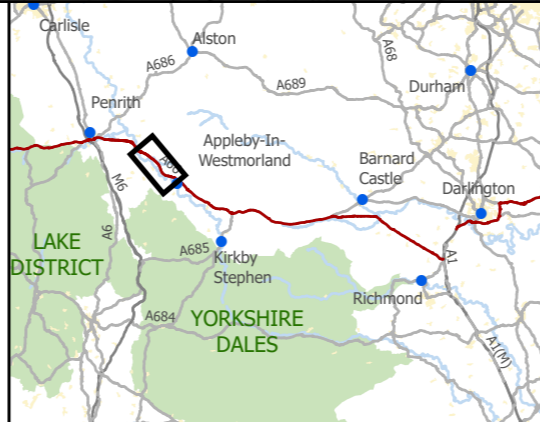 Carlisle
Alston
A68
A686
A689
Durham
Penrith
Appleby-In-
Westmorland
A66
Barnard
Castle
Darlington
M6
A6
LAKE
DISTRICT
A685
Kirkby
Stephen
A1
Richmond
A684
YORKSHIRE
DALES
A1(M)